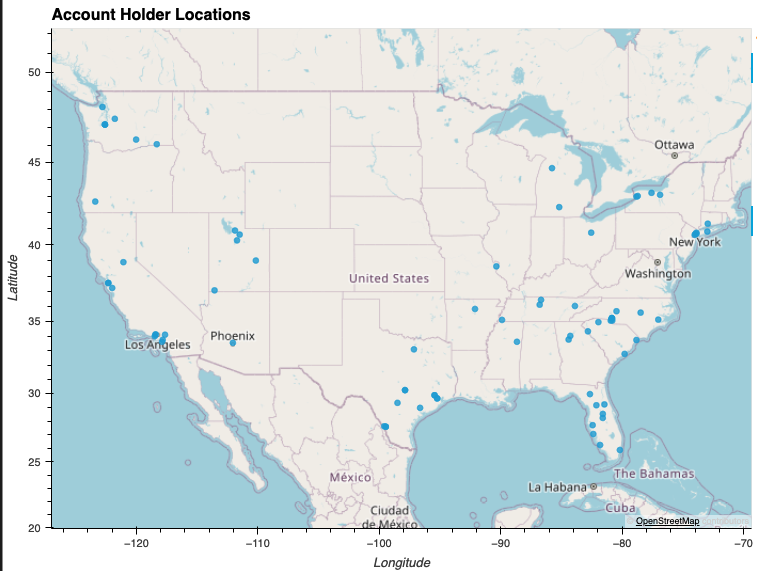 Account Holder Locations
50
45
40
35
30
25
20
Latitude
Ottawa
New York
Washington
United States
Phoenix
Los Angeles
The Bahamas
La Habana
México
Cuba
Ciudad
de México
© OpenStreetMap contributors
−120
−110
−100
−90
−80
−70
Longitude